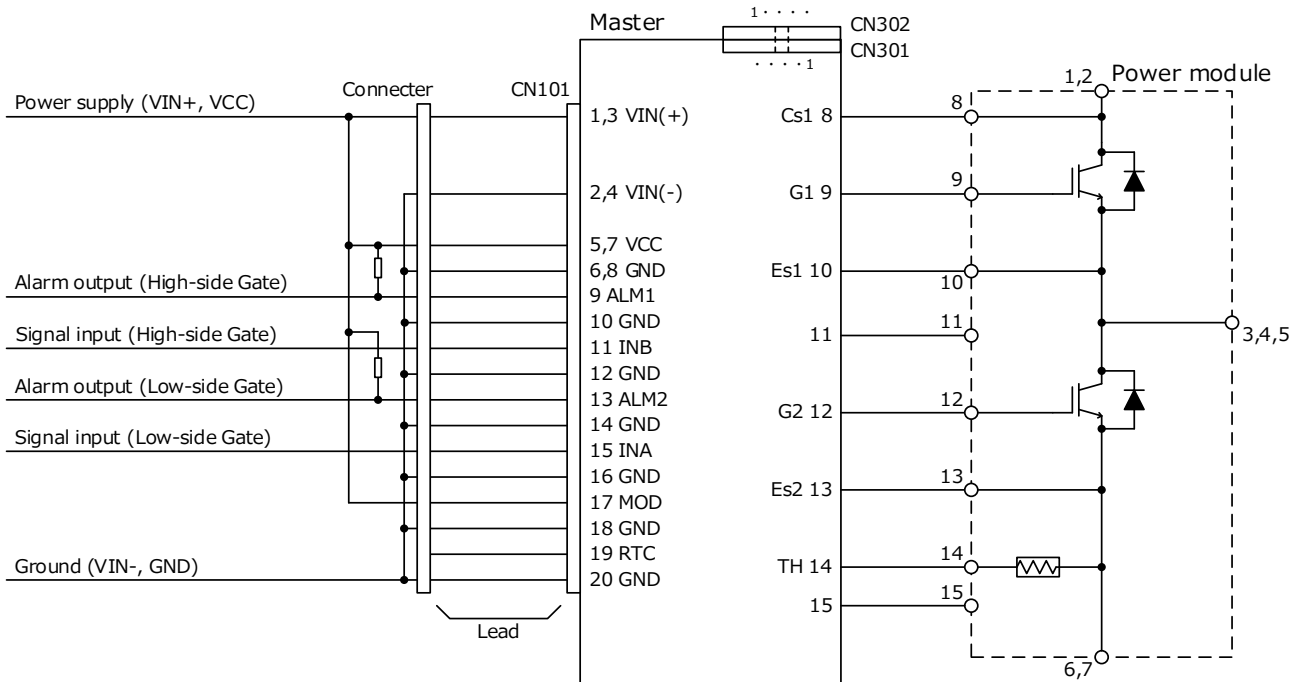 1 · · · ·
Master
CN302
CN301
· · · · 1
1,2
Power module
Connecter
CN101
Power supply (VIN+, VCC)
1,3 VIN(+)
Cs1 8
8
2,4 VIN(-)
G1 9
9
5,7 VCC
6,8 GND
Es1 10
10
Alarm output (High-side Gate)
9 ALM1
10 GND
11
11
3,4,5
Signal input (High-side Gate)
11 INB
12 GND
Alarm output (Low-side Gate)
13 ALM2
G2 12
12
14 GND
Signal input (Low-side Gate)
15 INA
16 GND
Es2 13
13
17 MOD
18 GND
19 RTC
TH 14
14
Ground (VIN-, GND)
20 GND
15
15
Lead
6,7